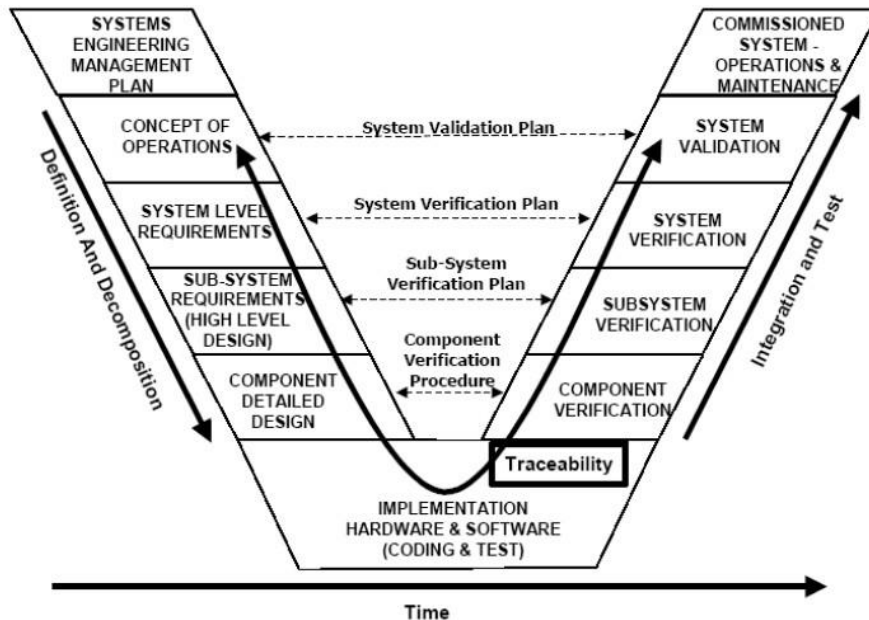 SYSTEMS
ENGINEERING
MANAGEMENT
PLAN
COMMISSIONED
SYSTEM -
OPERATIONS &
MAINTENANCE
CONCEPT OF
OPERATIONS
System Validation Plan
SYSTEM
VALIDATION
SYSTEM LEVEL
REQUIREMENTS
System Verification Plan
SYSTEM
VERIFICATION
SUB-SYSTEM
REQUIREMENTS
(HIGH LEVEL
DESIGN)
Sub-System
Verification Plan
SUBSYSTEM
VERIFICATION
COMPONENT
DETAILED
DESIGN
Component
Verification
Procedure
COMPONENT
VERIFICATION
Definition And Decomposition
Integration and Test
Traceability
IMPLEMENTATION
HARDWARE & SOFTWARE
(CODING & TEST)
Time